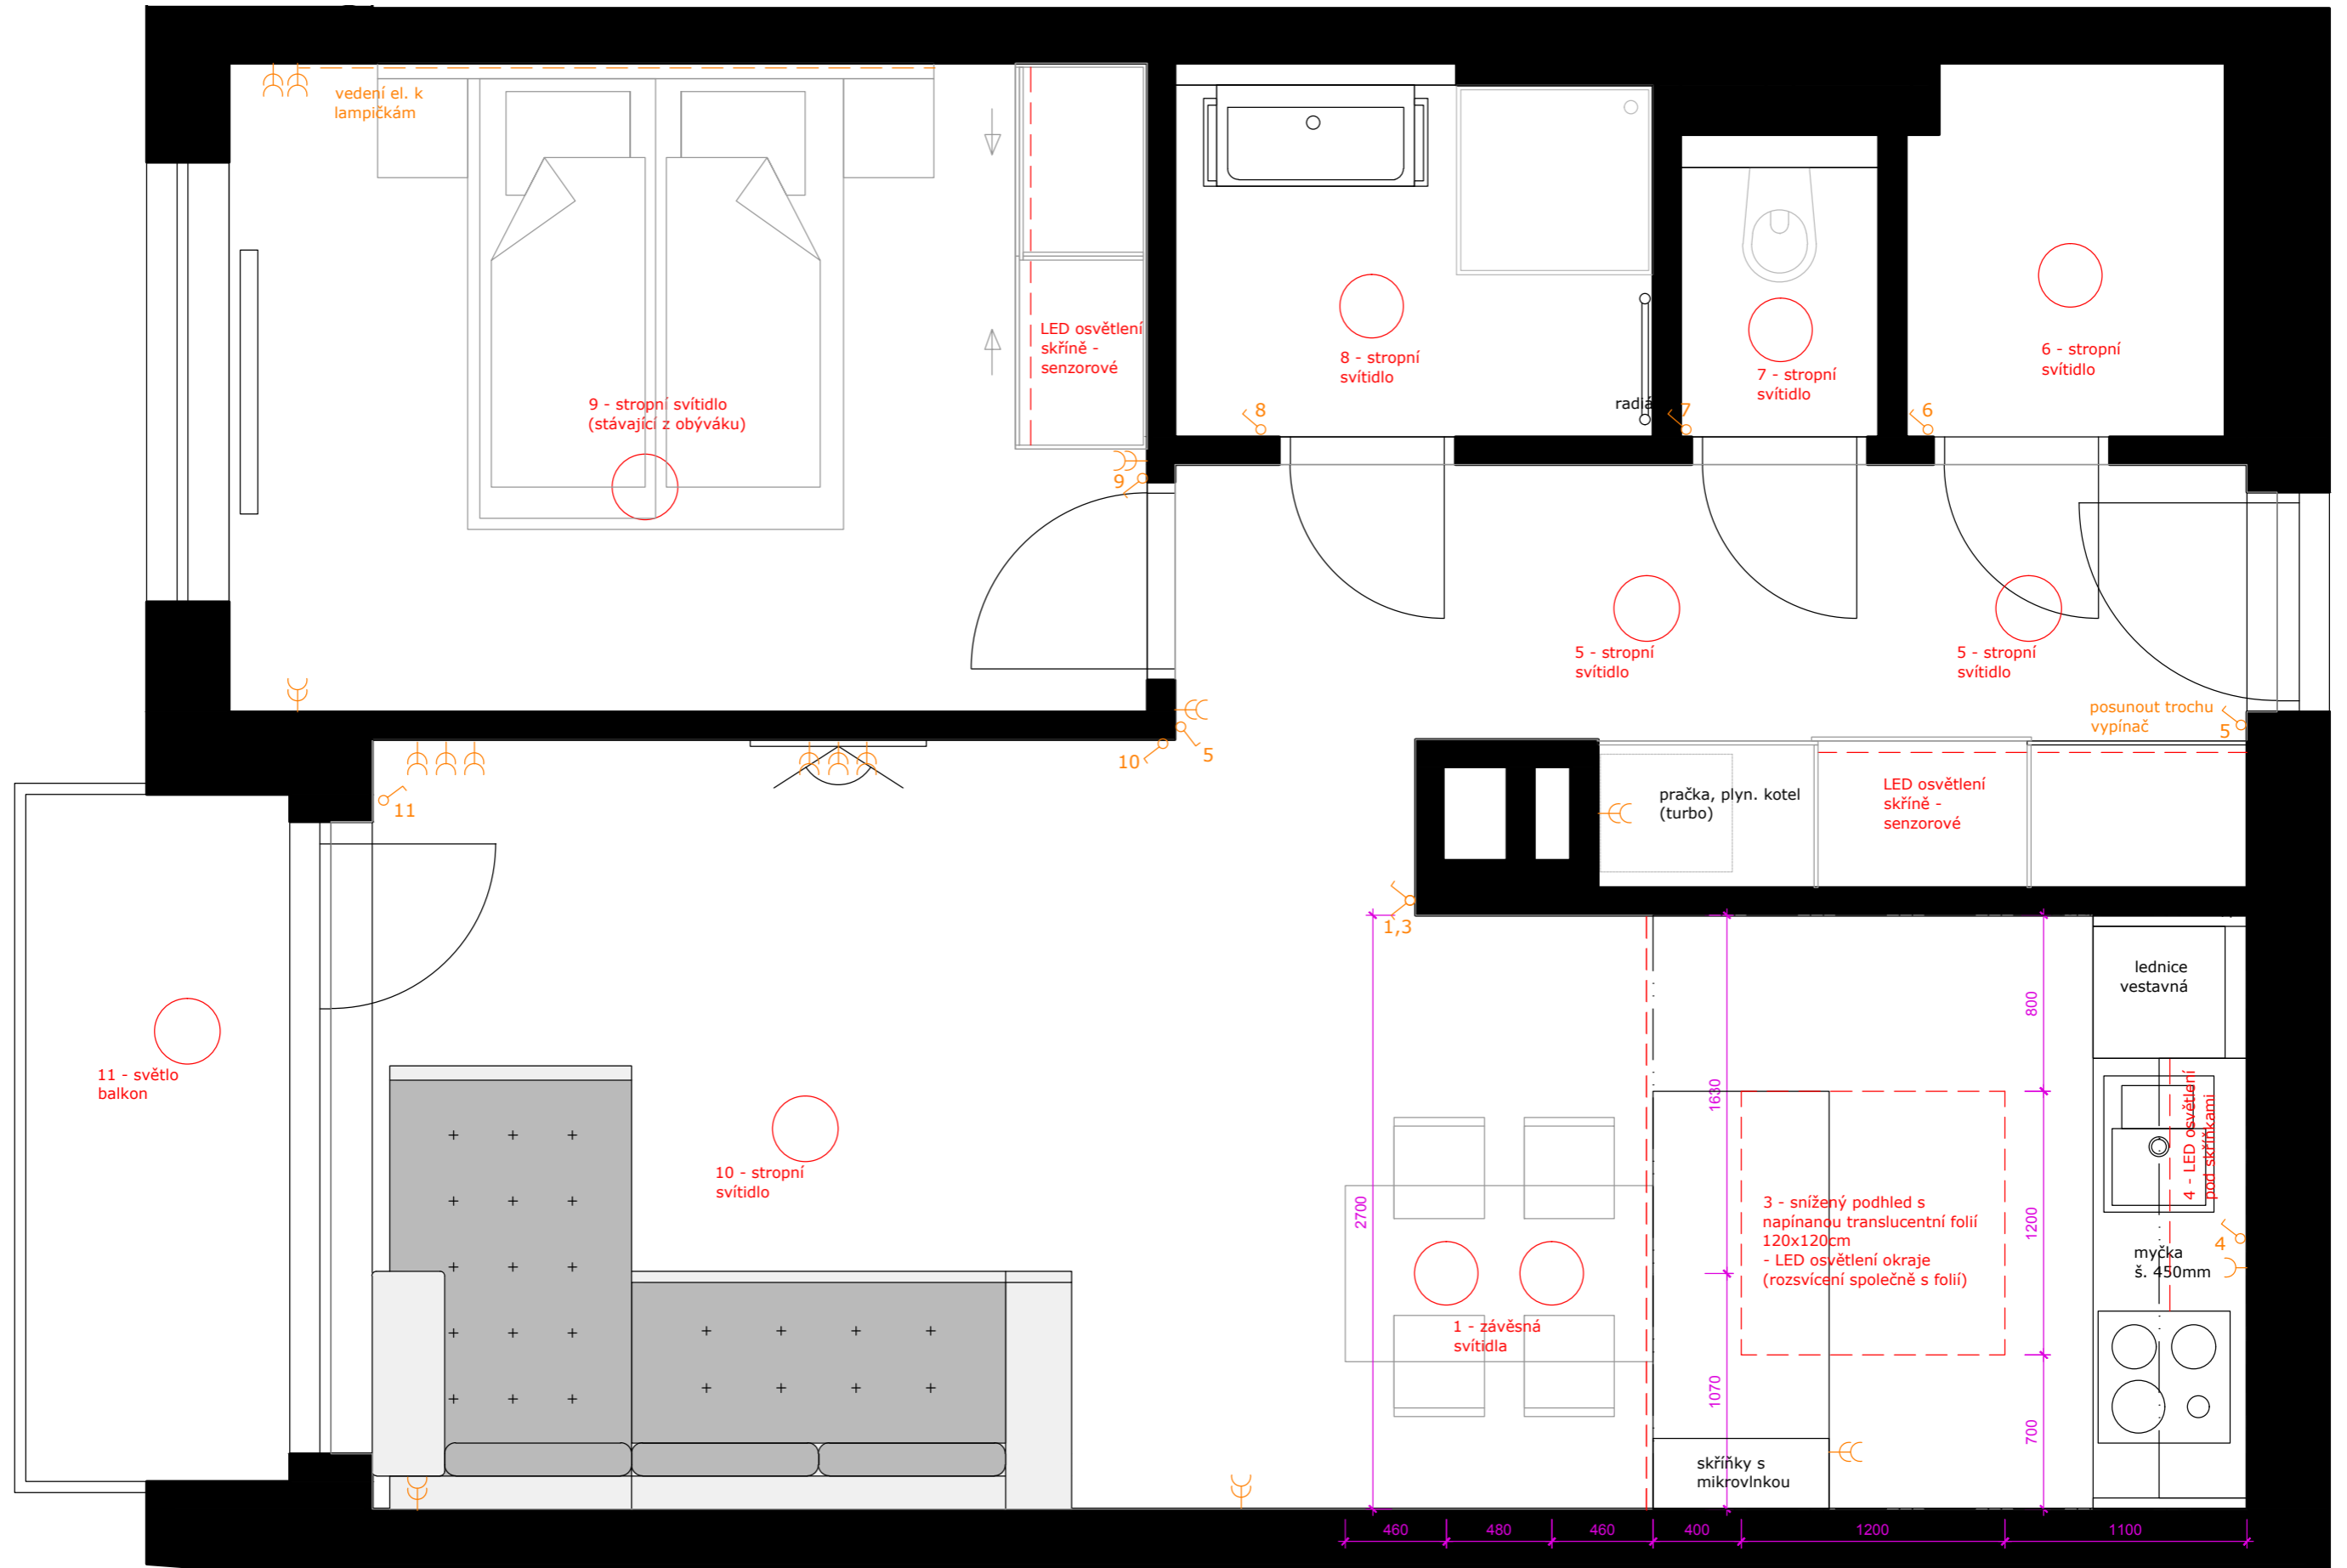 vedení el. k
lampičkám
LED osvětlení
skříně -
senzorové
9 - stropní svítidlo
(stávající z obýváku)
9
8 - stropní
svítidlo
8
radiá
7 - stropní
svítidlo
7
6 - stropní
svítidlo
6
5 - stropní
svítidlo
5 - stropní
svítidlo
posunout trochu
vypínač
5
5
10
11
pračka, plyn. kotel
(turbo)
LED osvětlení
skříně -
senzorové
1,3
11 - světlo
balkon
10 - stropní
svítidlo
lednice
vestavná
4 - LED osvětlení
pod skříňkami
4
myčka
š. 450mm
3 - snížený podhled s
napínanou translucentní folií
120x120cm
- LED osvětlení okraje
(rozsvícení společně s folií)
1 - závěsná
svítidla
skříňky s
mikrovlnkou
2700
1630
1070
800
1200
700
460
480
460
400
1200
1100